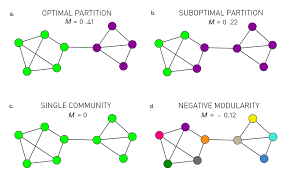 a. OPTIMAL PARTITION
M = 0.41
b. SUBOPTIMAL PARTITION
M = 0.22
c. SINGLE COMMUNITY
M = 0
d. NEGATIVE MODULARITY
M = − 0.12